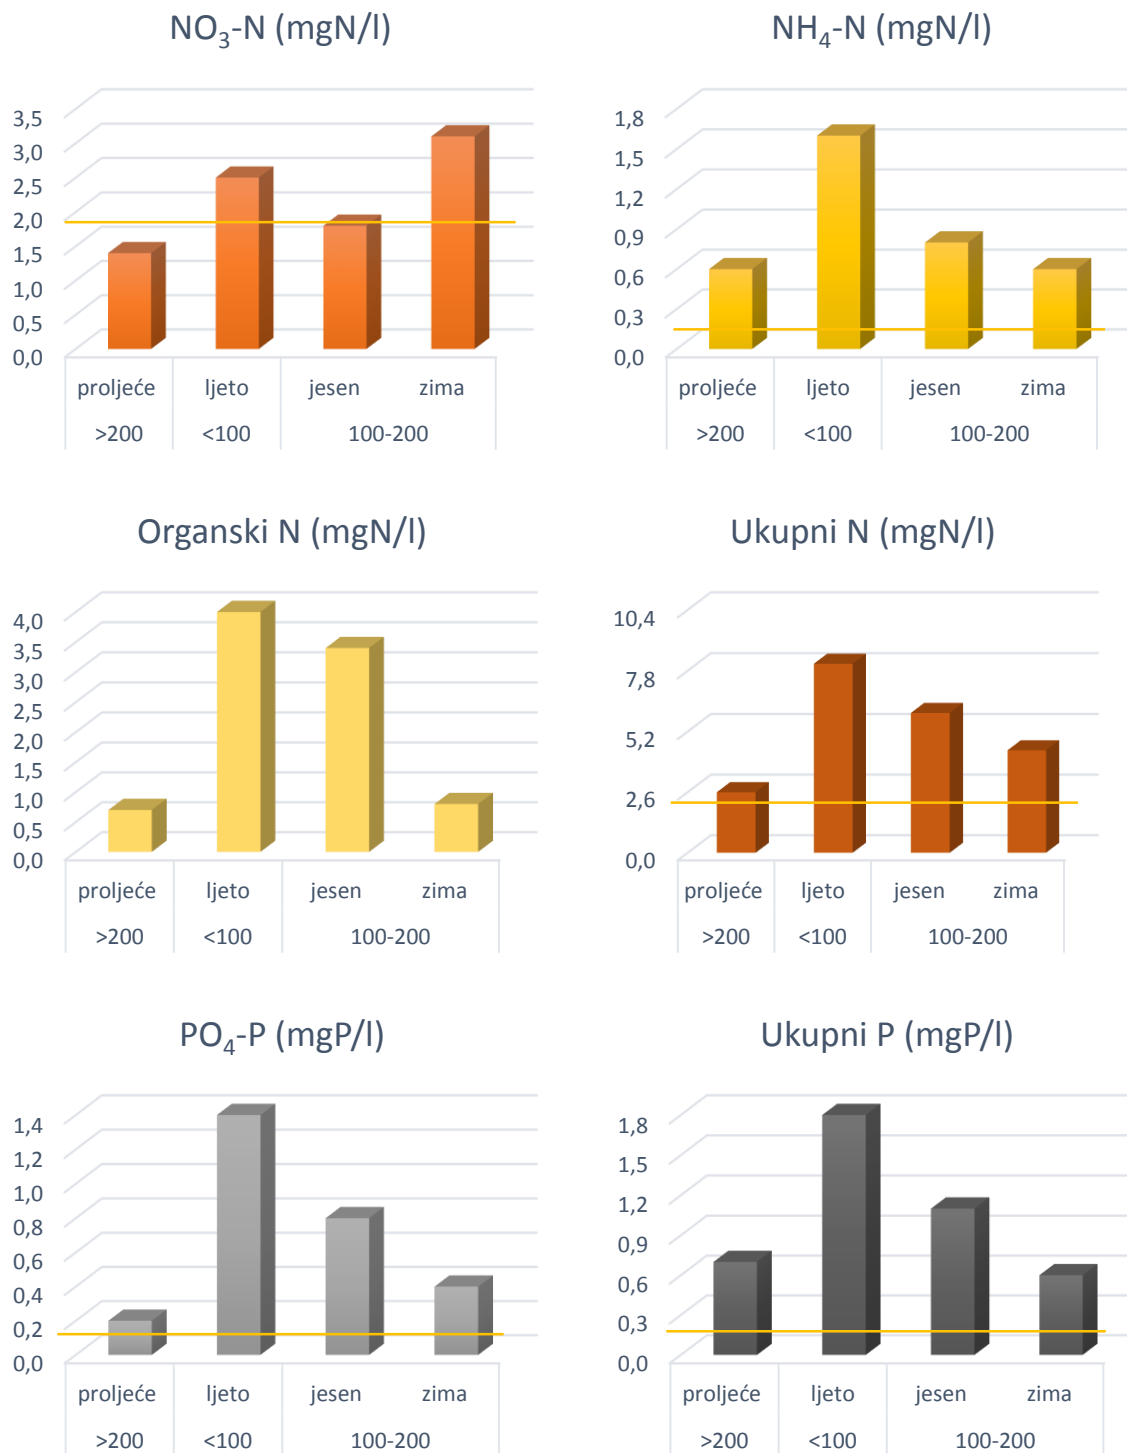 NO₃-N (mgN/l)
3,5
3,0
2,5
2,0
1,5
1,0
0,5
0,0
proljeće ljeto jesen zima
>200 <100 100-200
NH₄-N (mgN/l)
1,8
1,5
1,2
0,9
0,6
0,3
0,0
proljeće ljeto jesen zima
>200 <100 100-200
Organski N (mgN/l)
4,0
3,5
3,0
2,5
2,0
1,5
1,0
0,5
0,0
proljeće ljeto jesen zima
>200 <100 100-200
Ukupni N (mgN/l)
10,4
7,8
5,2
2,6
0,0
proljeće ljeto jesen zima
>200 <100 100-200
PO₄-P (mgP/l)
1,4
1,2
1,0
0,8
0,6
0,4
0,2
0,0
proljeće ljeto jesen zima
>200 <100 100-200
Ukupni P (mgP/l)
1,8
1,5
1,2
0,9
0,6
0,3
0,0
proljeće ljeto jesen zima
>200 <100 100-200